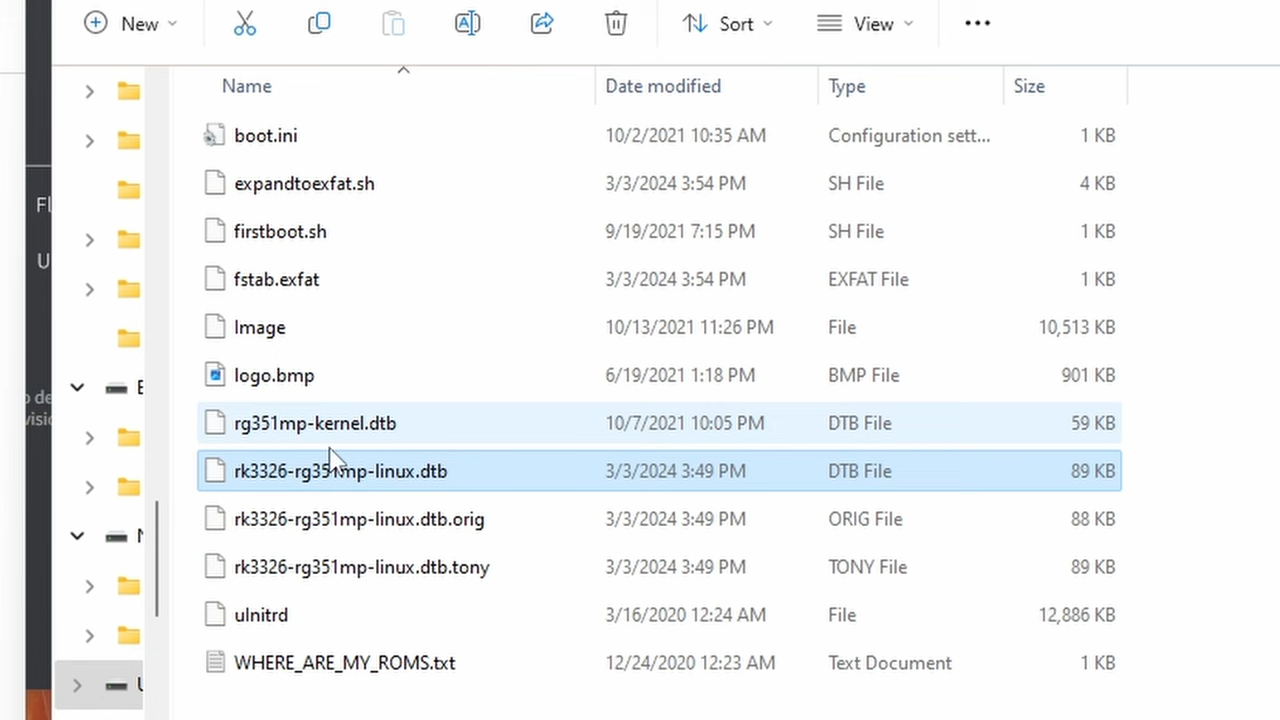 New Sort View
Name Date modified Type Size
boot.ini 10/2/2021 10:35 AM Configuration sett... 1 KB
expandtoexfat.sh 3/3/2024 3:54 PM SH File 4 KB
Fl
firstboot.sh 9/19/2021 7:15 PM SH File 1 KB
U
fstab.exfat 3/3/2024 3:54 PM EXFAT File
Image 10/13/2021 11:26 PM File 10,513 KB
logo.bmp 6/19/2021 1:18 PM BMP File 901 KB
E
o de
visio
rg351mp-kernel.dtb 10/7/2021 10:05 PM DTB File 59 KB
rk3326-rg351mp-linux.dtb 3/3/2024 3:49 PM DTB File 89 KB
rk3326-rg351mp-linux.dtb.orig 3/3/2024 3:49 PM ORIG File 88 KB
rk3326-rg351mp-linux.dtb.tony 3/3/2024 3:49 PM TONY File 89 KB
uInitrd 3/16/2020 12:24 AM File 12,886 KB
WHERE_ARE_MY_ROMS.txt 12/24/2020 12:23 AM Text Document 1 KB